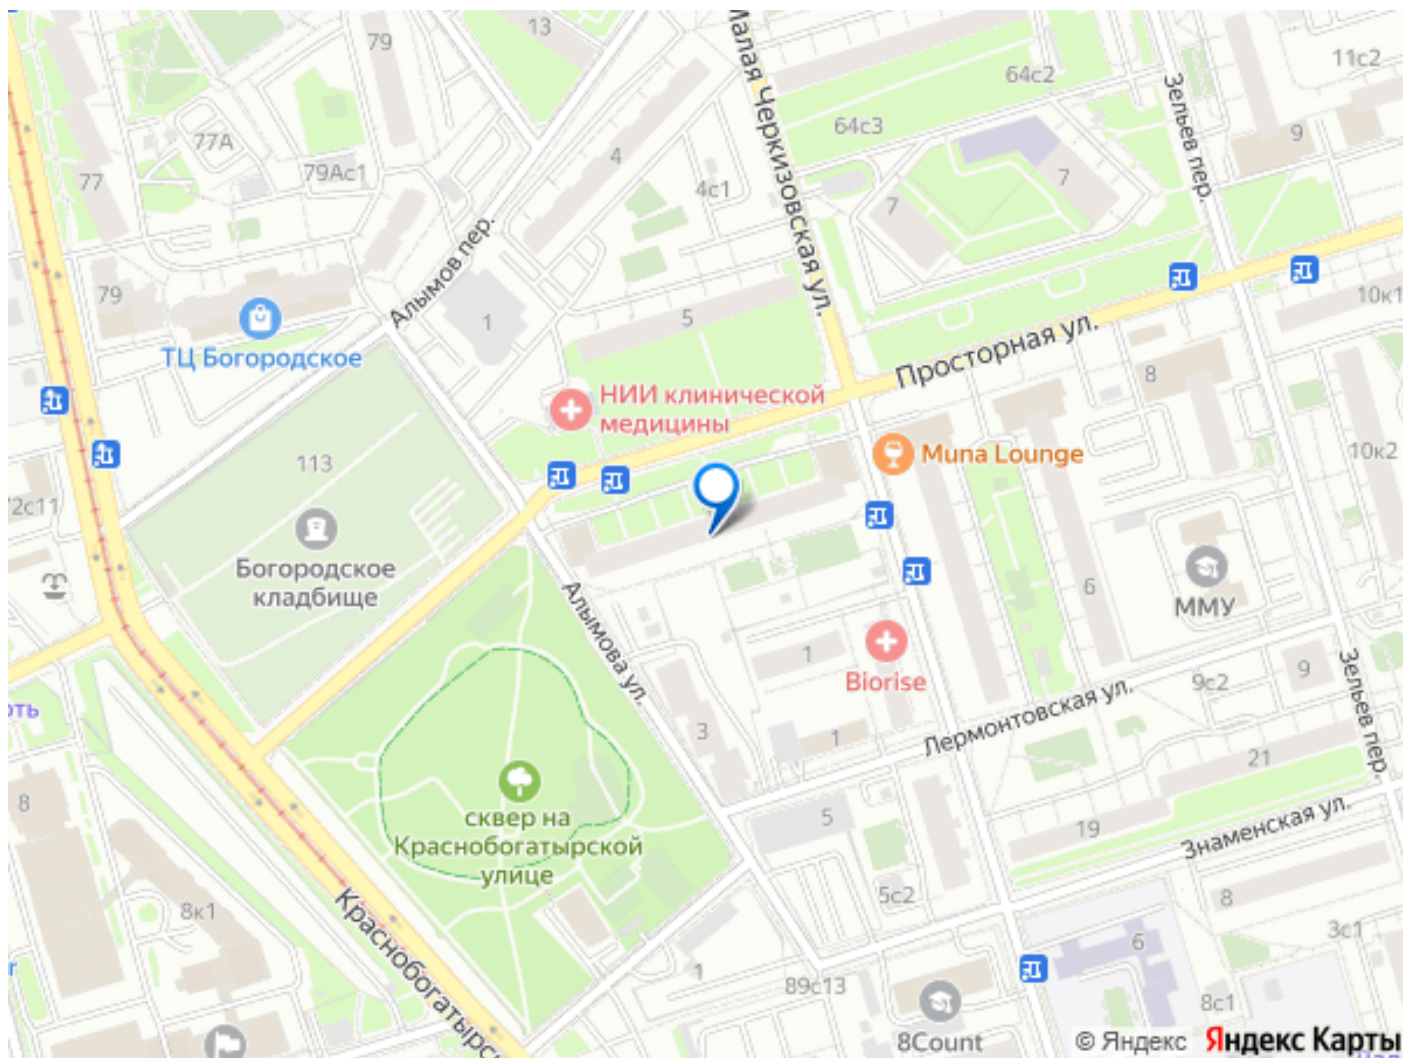 79
13
Малая Черкизовская ул.
64с2
11с2
Зельев пер.
77А
64с3
9
4
79Ас1
77
4с1
7
7
Алымов пер.
79
1
5
10к1
ТЦ Богородское
Просторная ул.
8
НИИ клинической
медицины
Muna Lounge
10к2
113
2с11
Богородское
кладбище
6
ММУ
Алымова ул.
1
Biorise
9
9с2
Зельев пер.
Лермонтовская ул.
3
1
21
8
сквер на
Краснобогатырской
улице
5
19
Знаменская ул.
5с2
8
8к1
Краснобогатырс
6
3с1
1
89с13
8с1
8Count
© Яндекс Яндекс Карты